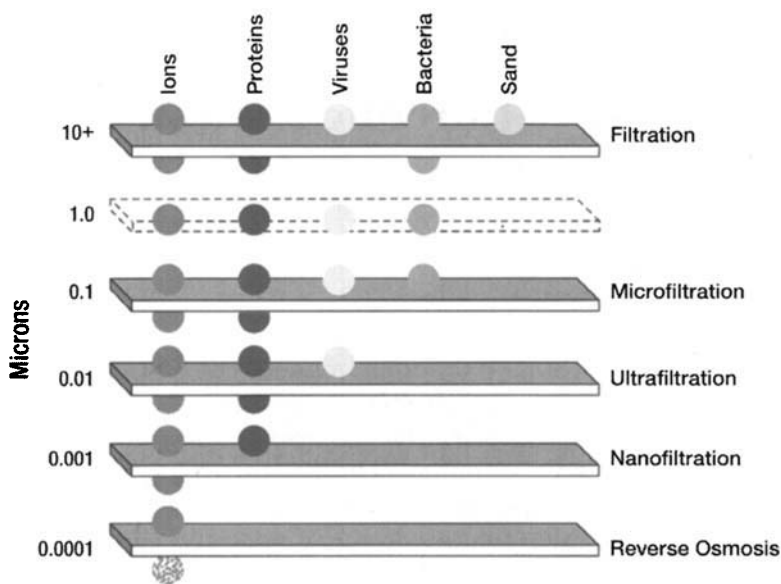 Ions
Proteins
Viruses
Bacteria
Sand
10+
Filtration
1.0
0.1
Microfiltration
Microns
0.01
Ultrafiltration
0.001
Nanofiltration
0.0001
Reverse Osmosis